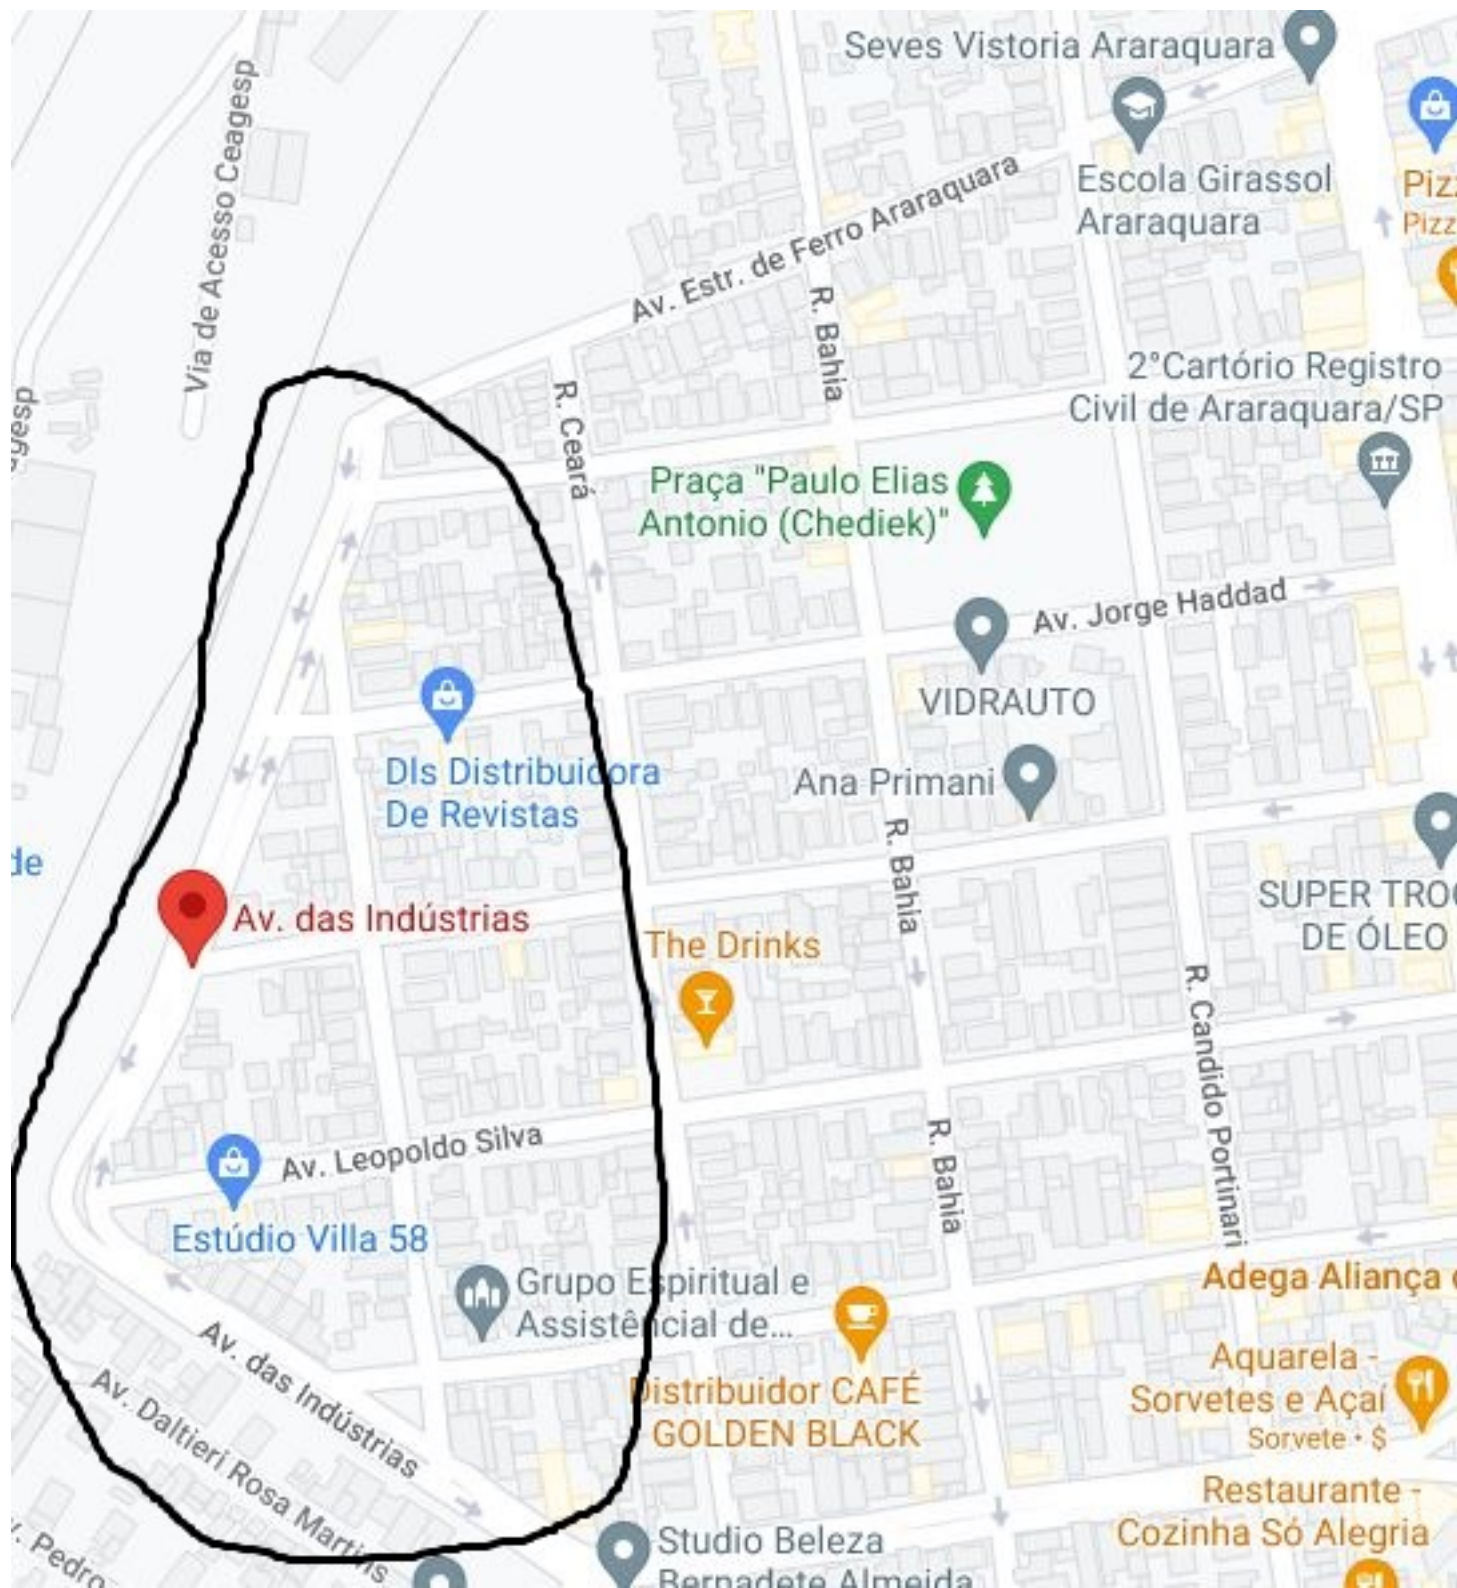 Seves Vistoria Araraquara
Via de Acesso Ceagesp
Escola Girassol
Araraquara
Av. Estr. de Ferro Araraquara
R. Bahia
2°Cartório Registro
Civil de Araraquara/SP
R. Ceará
Praça "Paulo Elias
Antonio (Chediek)"
Av. Jorge Haddad
VIDRAUTO
Dls Distribuidora
De Revistas
Ana Primani
R. Bahia
de
SUPER TROC
DE ÓLEO
Av. das Indústrias
The Drinks
R. Candido Portinari
Av. Leopoldo Silva
R. Bahia
Estúdio Villa 58
Grupo Espiritual e
Assistencial de...
Adega Aliança
Av. das Indústrias
Distribuidor CAFÉ
GOLDEN BLACK
Aquarela -
Sorvetes e Açaí
Sorvete · $
Av. Daltieri Rosa Martins
Restaurante -
Cozinha Só Alegria
Pedro
Studio Beleza
Bernadete Almeida